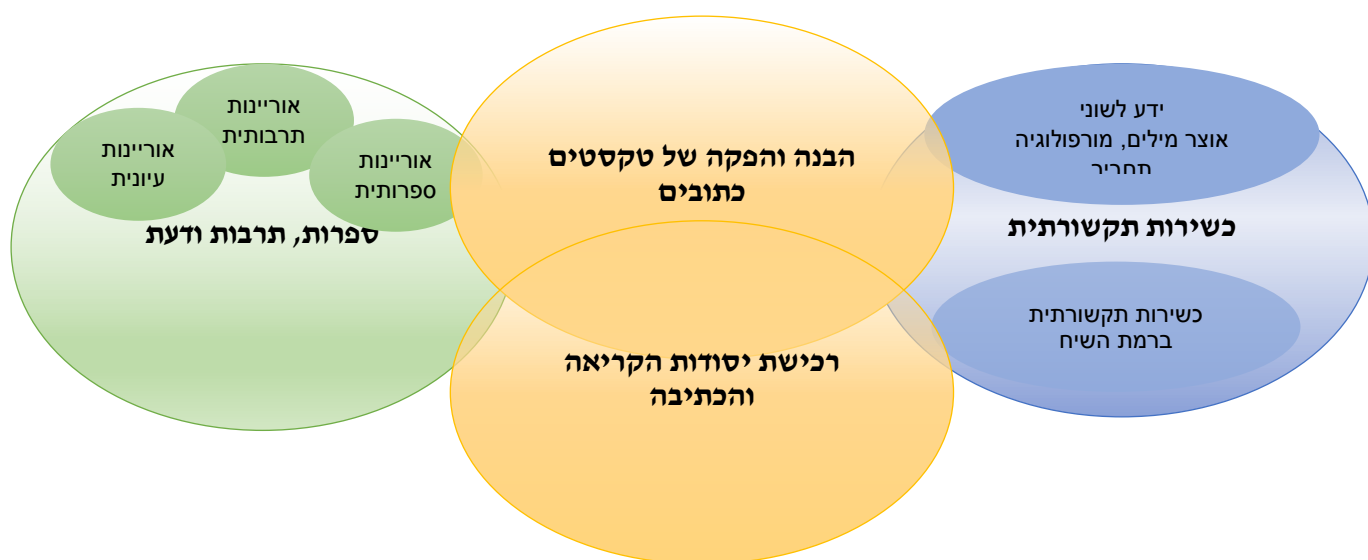 ידע לשוני
אוצר מילים, מורפולוגיה
תחביר
כשירות תקשורתית
כשירות תקשורתית
ברמת השיח
הבנה והפקה של טקסטים
כתובים
רכישת יסודות הקריאה
והכתיבה
אוריינות
ספרותית
אוריינות
תרבותית
אוריינות
עיונית
ספרות, תרבות ודעת